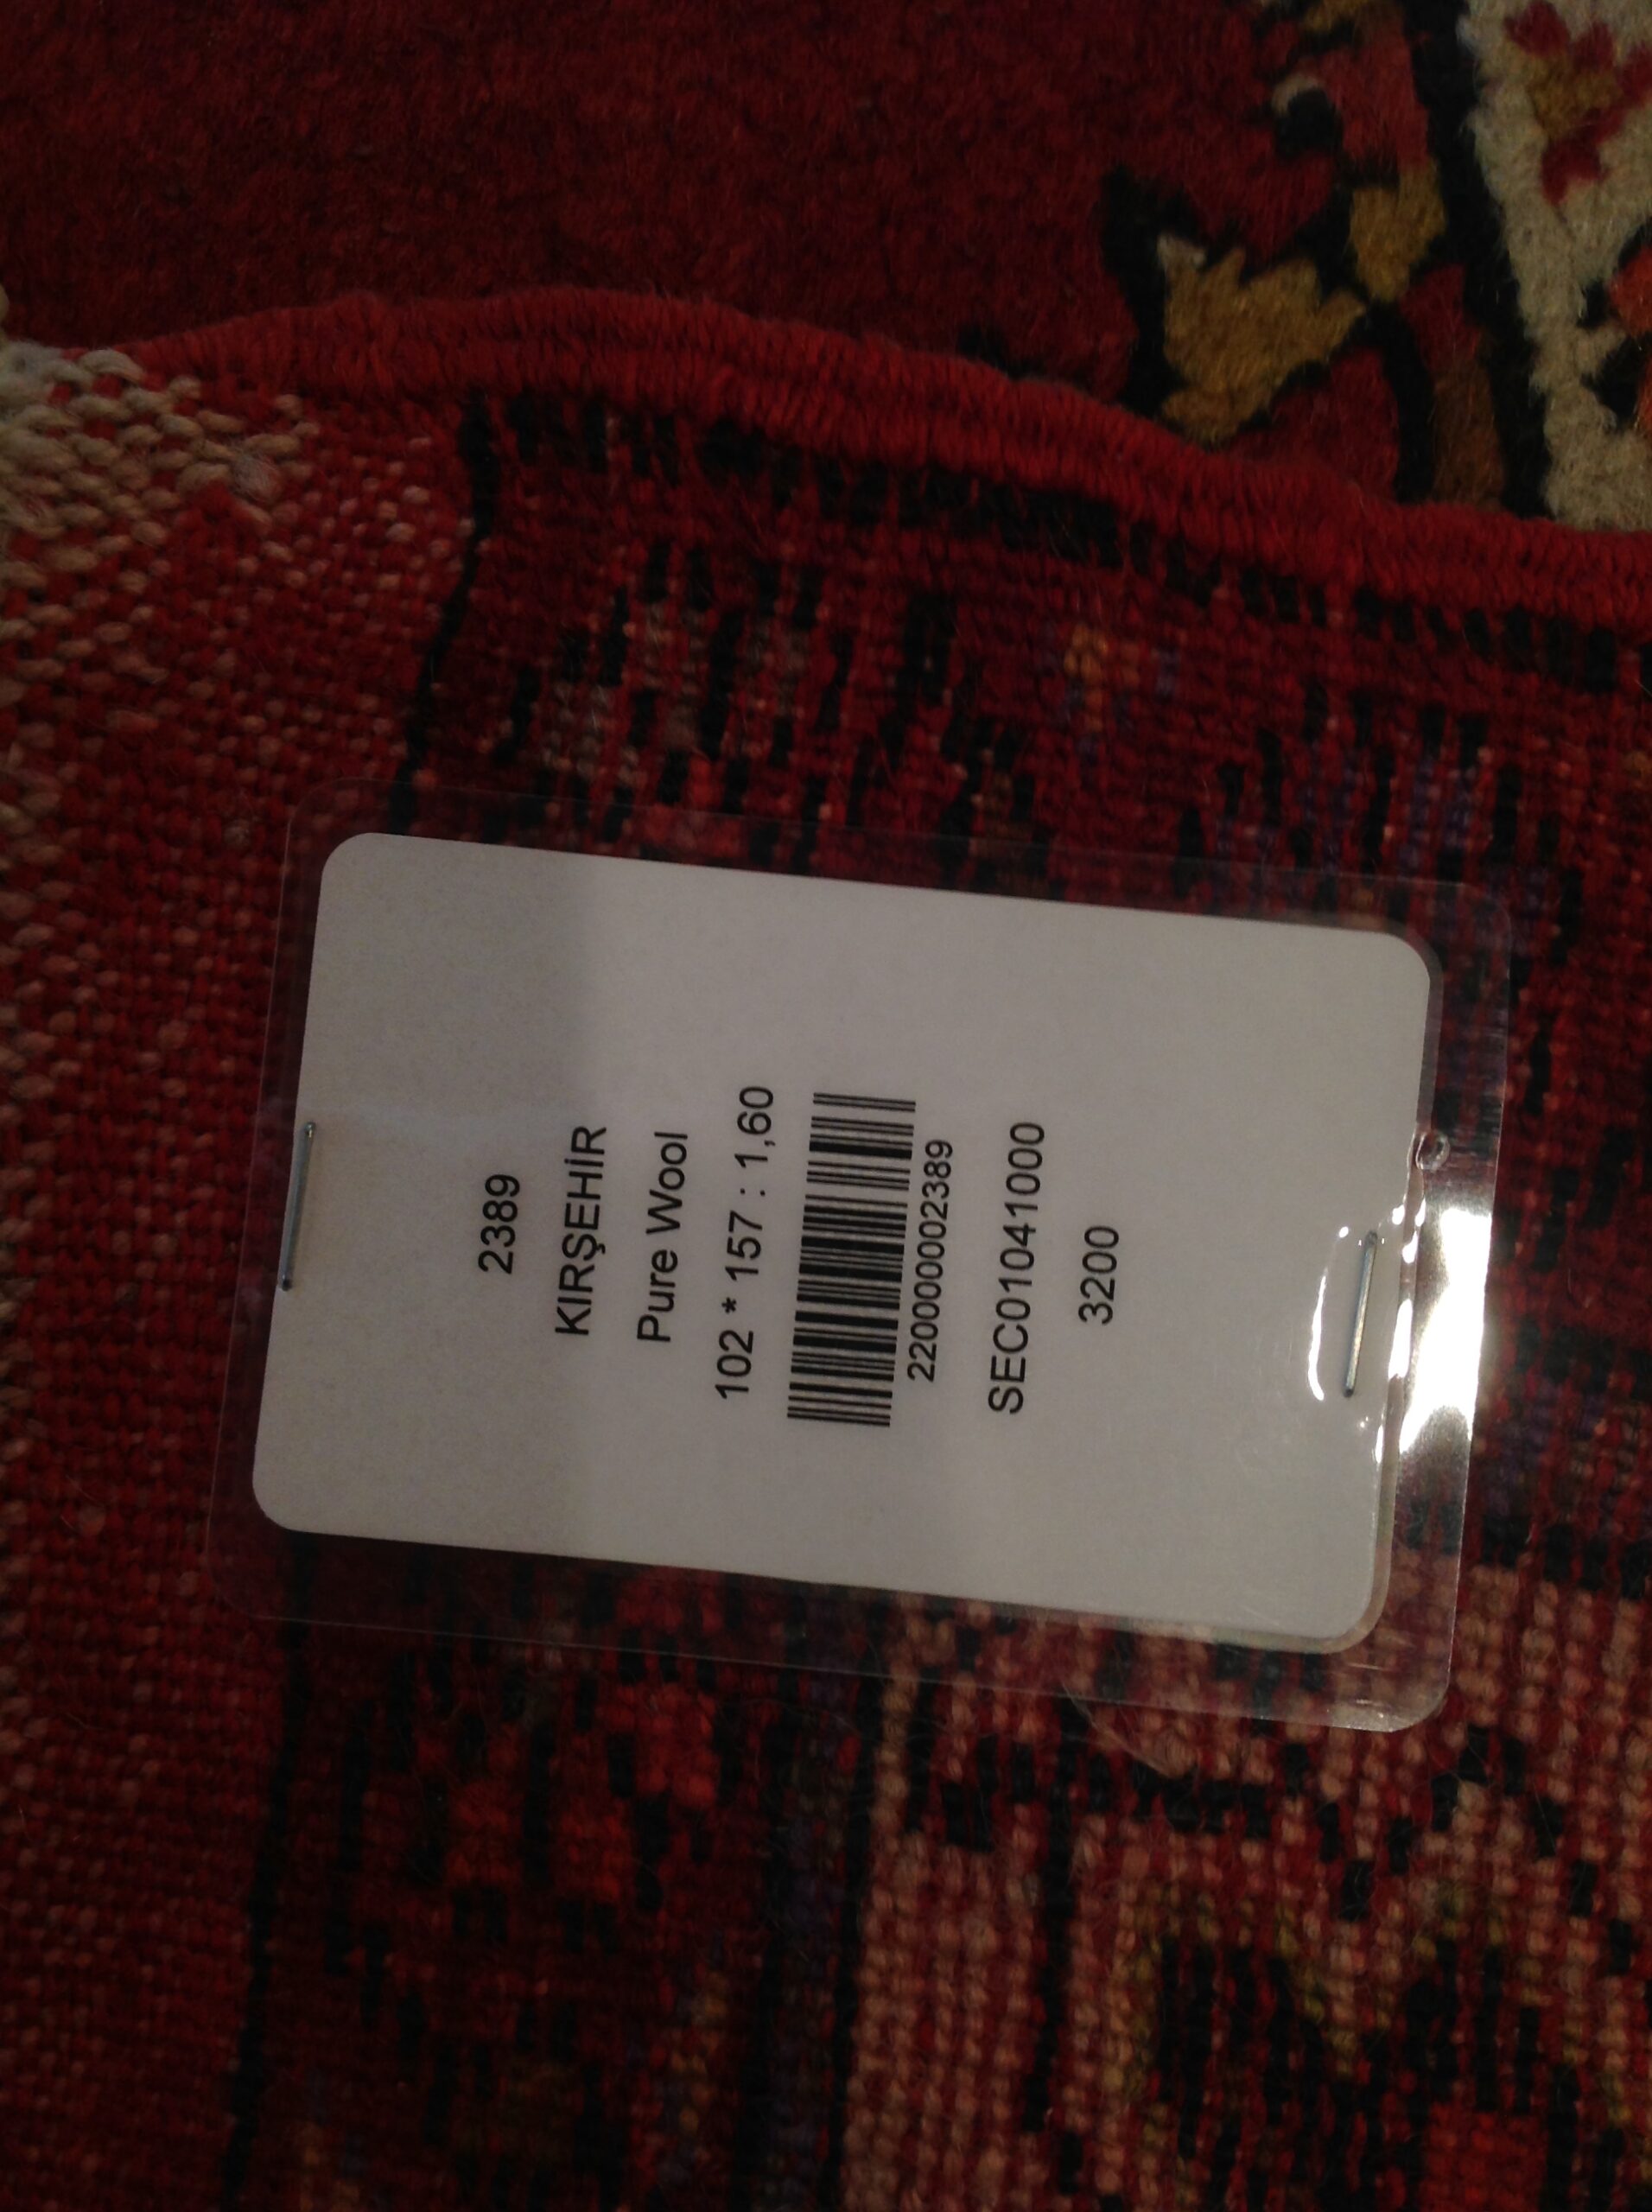 2389
KIRŞEHİR
Pure Wool
102 * 157 : 1,60
2200000002389
SEC01041000
3200